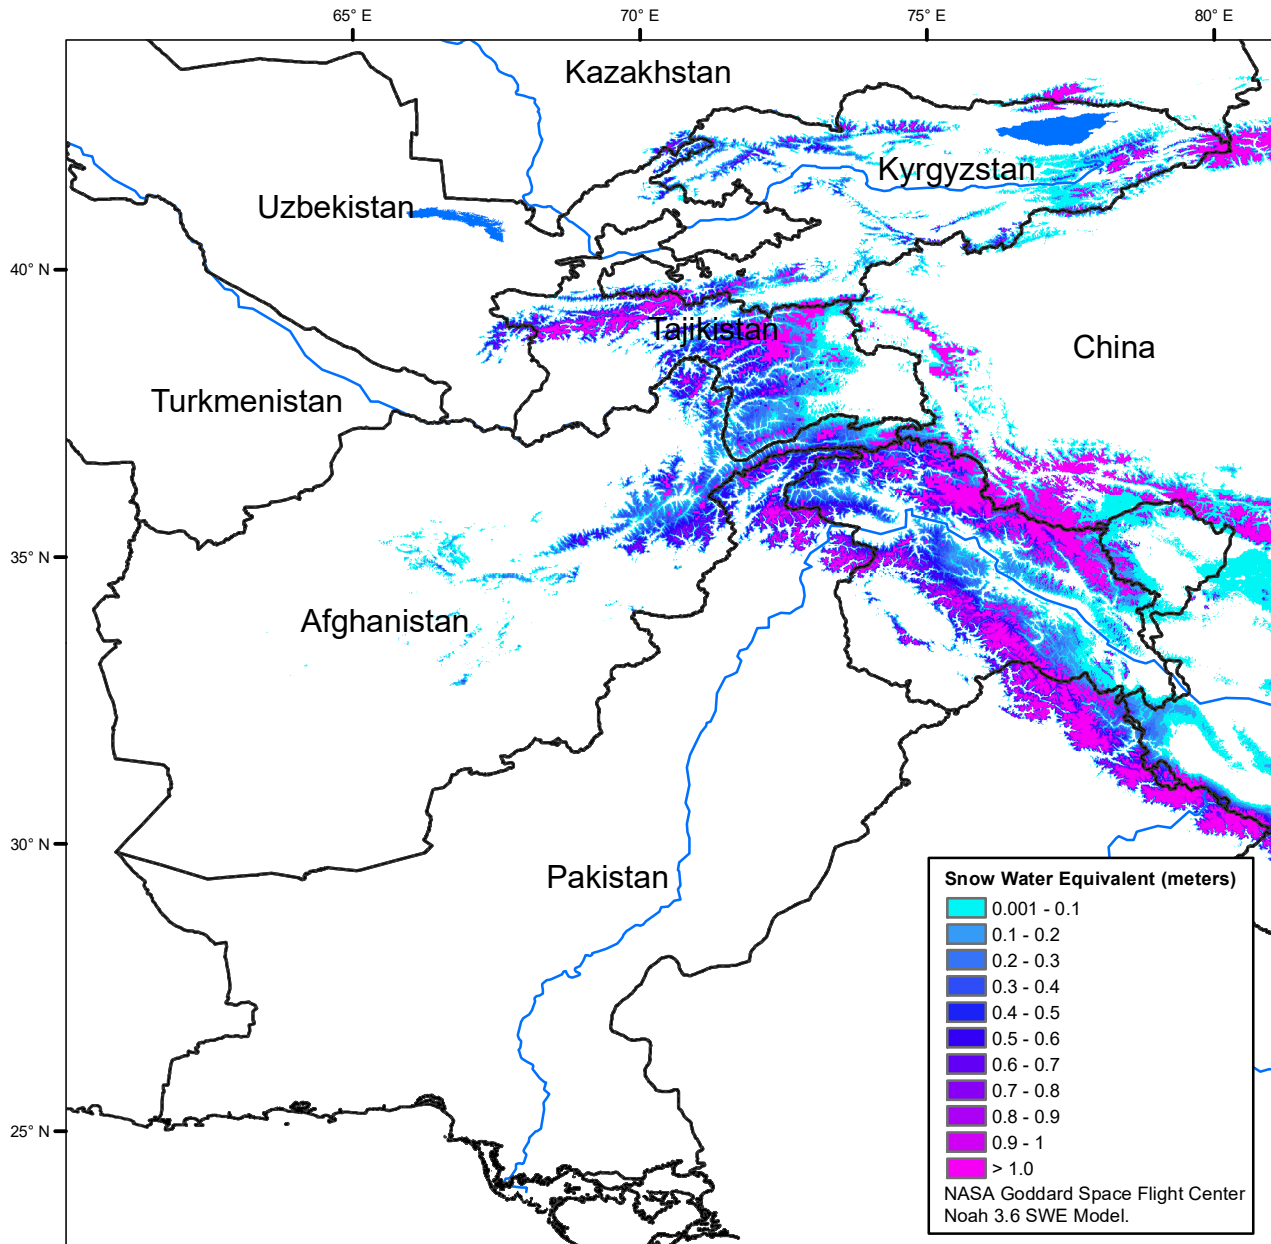 65° E
70° E
75° E
80° E
Kazakhstan
Kyrgyzstan
Uzbekistan
40° N
Tajikistan
China
Turkmenistan
35° N
Afghanistan
30° N
Pakistan
25° N
Snow Water Equivalent (meters)
0.001 - 0.1
0.1 - 0.2
0.2 - 0.3
0.3 - 0.4
0.4 - 0.5
0.5 - 0.6
0.6 - 0.7
0.7 - 0.8
0.8 - 0.9
0.9 - 1
> 1.0
NASA Goddard Space Flight Center
Noah 3.6 SWE Model.